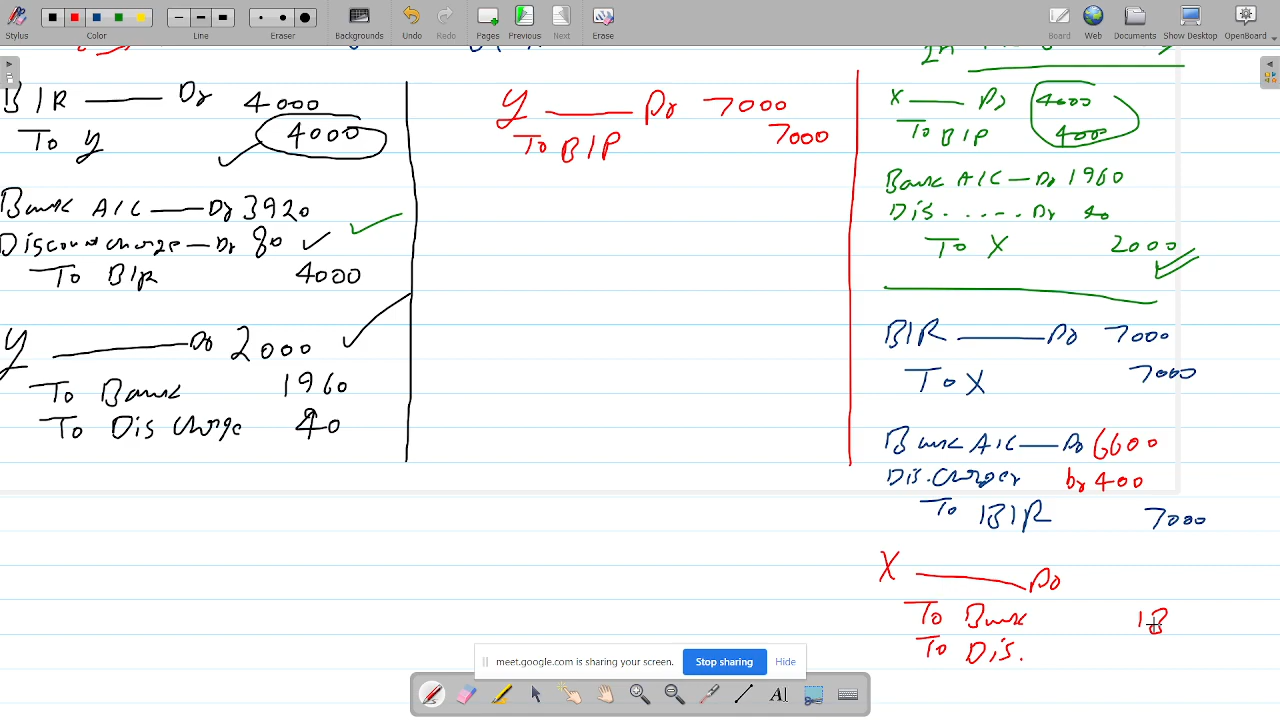 Stylus Color Line Eraser Backgrounds Undo Redo Pages Previous Next Erase Board Web Documents Show Desktop OpenBoard
B/R Dr 4000
To Y 4000
Bank A/C Dr 3920
Discount charge Dr 80
To B/R 4000
Y Dr 2000
To Bank 1960
To Dis Charge 40
Y Dr 7000
To B/P 7000
X Dr 4000
To B/P 4000
Bank A/C Dr 1960
Dis..... Dr 40
To X 2000
B/R Dr 7000
To X 7000
Bank A/C Dr 6600
Dis. Charges Dr 400
To B/R 7000
X Dr
To Bank 18
To Dis.
meet.google.com is sharing your screen. Stop sharing Hide